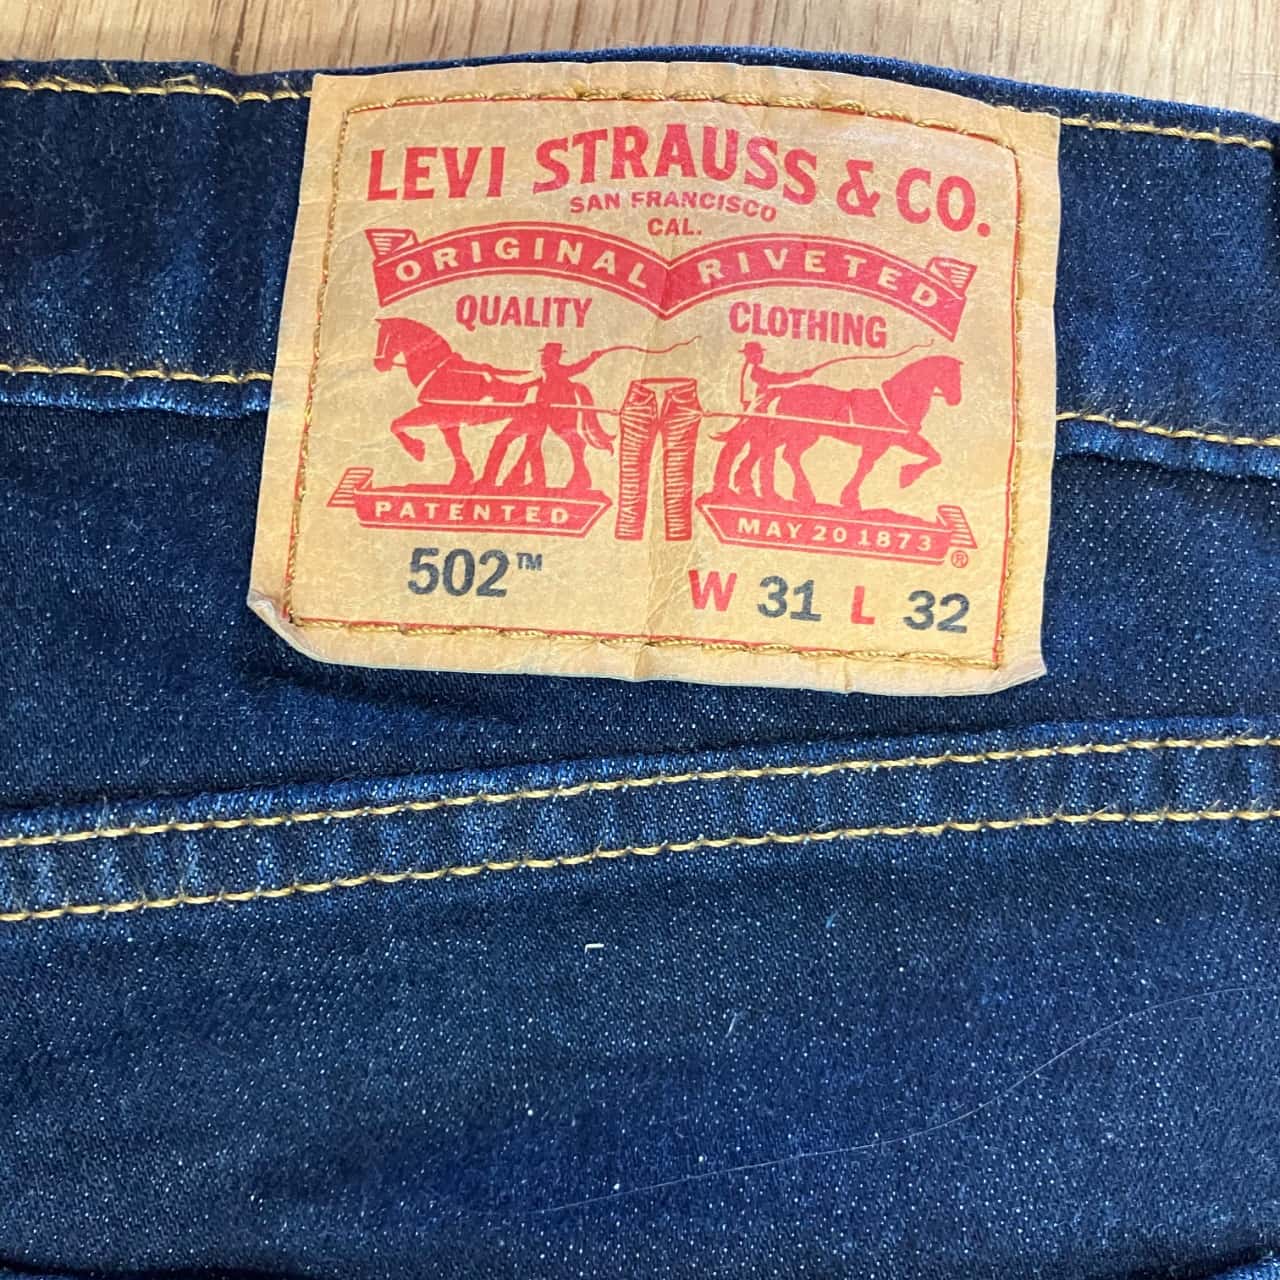 LEVI STRAUSS & CO.
SAN FRANCISCO
CAL.
ORIGINAL RIVETED
QUALITY CLOTHING
PATENTED MAY 20 1873 ®
502™ W 31 L 32